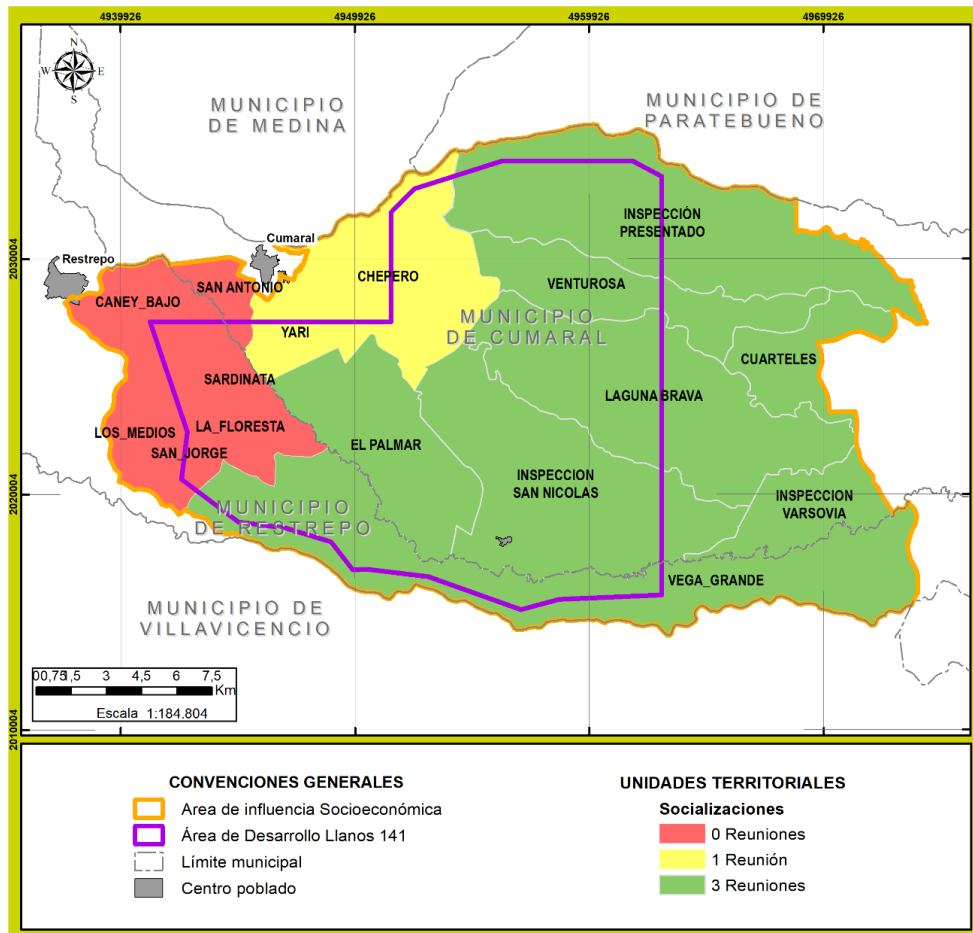 4939926
4949926
4959926
4969926
N
W
E
S
MUNICIPIO
DE MEDINA
MUNICIPIO DE
PARATEBUENO
INSPECCIÓN
PRESENTADO
Cumaral
Restrepo
2030004
CHEPERO
SAN ANTONIO
VENTUROSA
CANEY_BAJO
MUNICIPIO
DE CUMARAL
YARI
CUARTELES
SARDINATA
LAGUNA BRAVA
LA_FLORESTA
LOS_MEDIOS
EL PALMAR
SAN_JORGE
INSPECCION
SAN NICOLAS
2020004
INSPECCION
VARSOVIA
MUNICIPIO
DE RESTREPO
VEGA_GRANDE
MUNICIPIO DE
VILLAVICENCIO
00,751,5 3 4,5 6 7,5
Km
Escala 1:184.804
2010004
CONVENCIONES GENERALES
Area de influencia Socioeconómica
Área de Desarrollo Llanos 141
Límite municipal
Centro poblado
UNIDADES TERRITORIALES
Socializaciones
0 Reuniones
1 Reunión
3 Reuniones